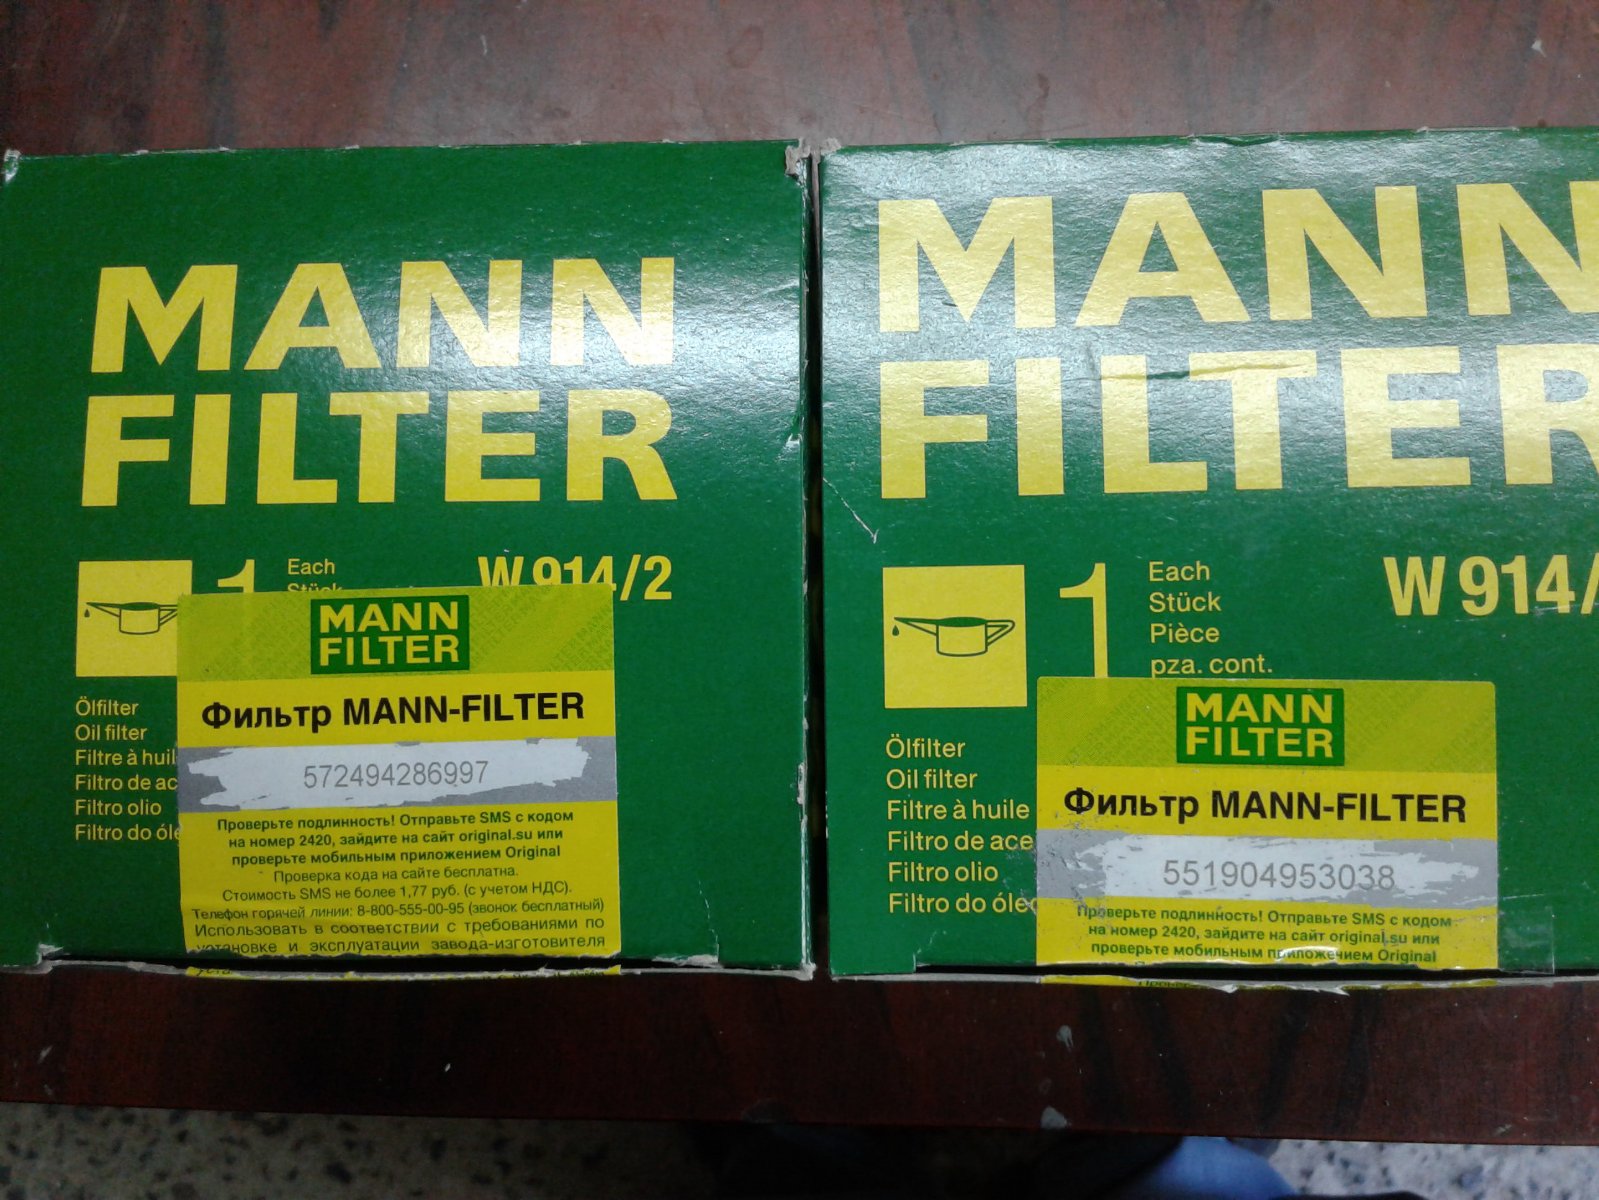 MANN
FILTER
1
Each
Stück
W 914/2
Ölfilter
Oil filter
Filtre à huil
Filtro de ac
Filtro olio
Filtro do óle
MANN
FILTER
Фильтр MANN-FILTER
572494286997
Проверьте подлинность! Отправьте SMS с кодом
на номер 2420, зайдите на сайт original.su или
проверьте мобильным приложением Original
Проверка кода на сайте бесплатна.
Стоимость SMS не более 1,77 руб. (с учетом НДС).
Телефон горячей линии: 8-800-555-00-95 (звонок бесплатный)
Использовать в соответствии с требованиями по
установке и эксплуатации завода-изготовителя
MANN
FILTER
1
Each
Stück
Pièce
pza. cont.
W 914/
Ölfilter
Oil filter
Filtre à huile
Filtro de ace
Filtro olio
Filtro do óleo
MANN
FILTER
Фильтр MANN-FILTER
551904953038
Проверьте подлинность! Отправьте SMS с кодом
на номер 2420, зайдите на сайт original.su или
проверьте мобильным приложением Original